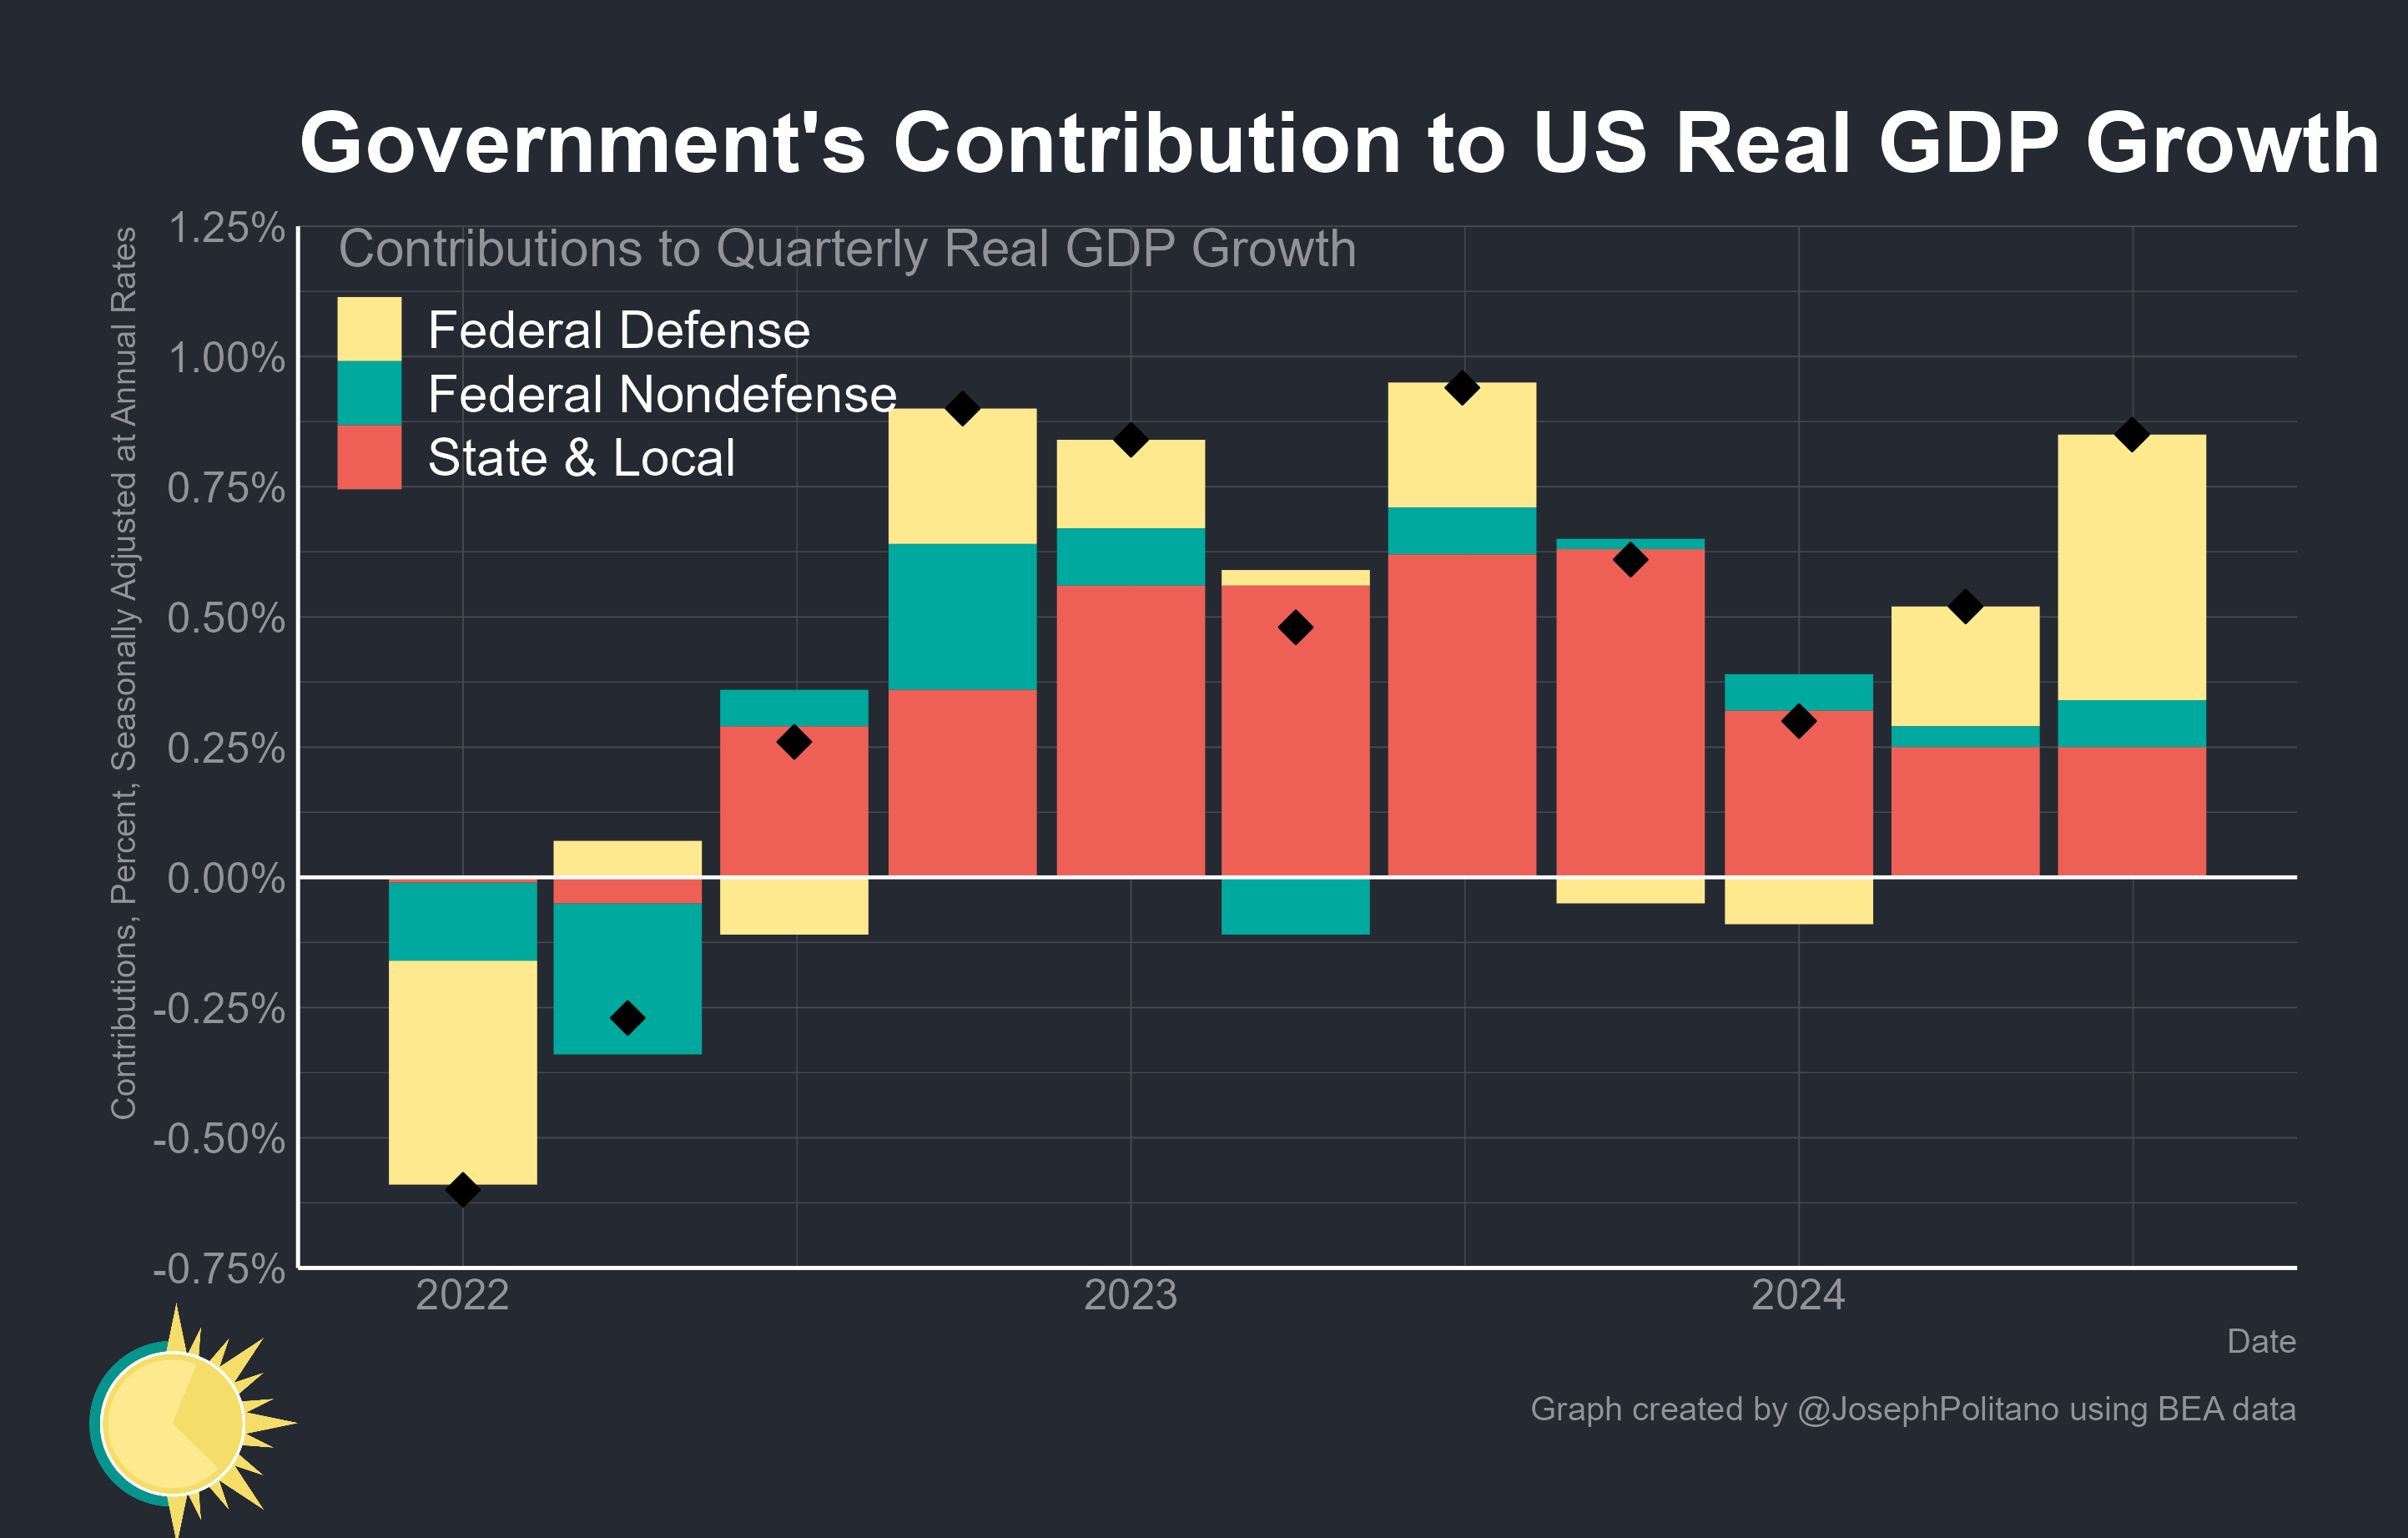 Government's Contribution to US Real GDP Growth
Contributions to Quarterly Real GDP Growth
Federal Defense
Federal Nondefense
State & Local
Contributions, Percent, Seasonally Adjusted at Annual Rates
1.25%
1.00%
0.75%
0.50%
0.25%
0.00%
-0.25%
-0.50%
-0.75%
2022
2023
2024
Date
Graph created by @JosephPolitano using BEA data